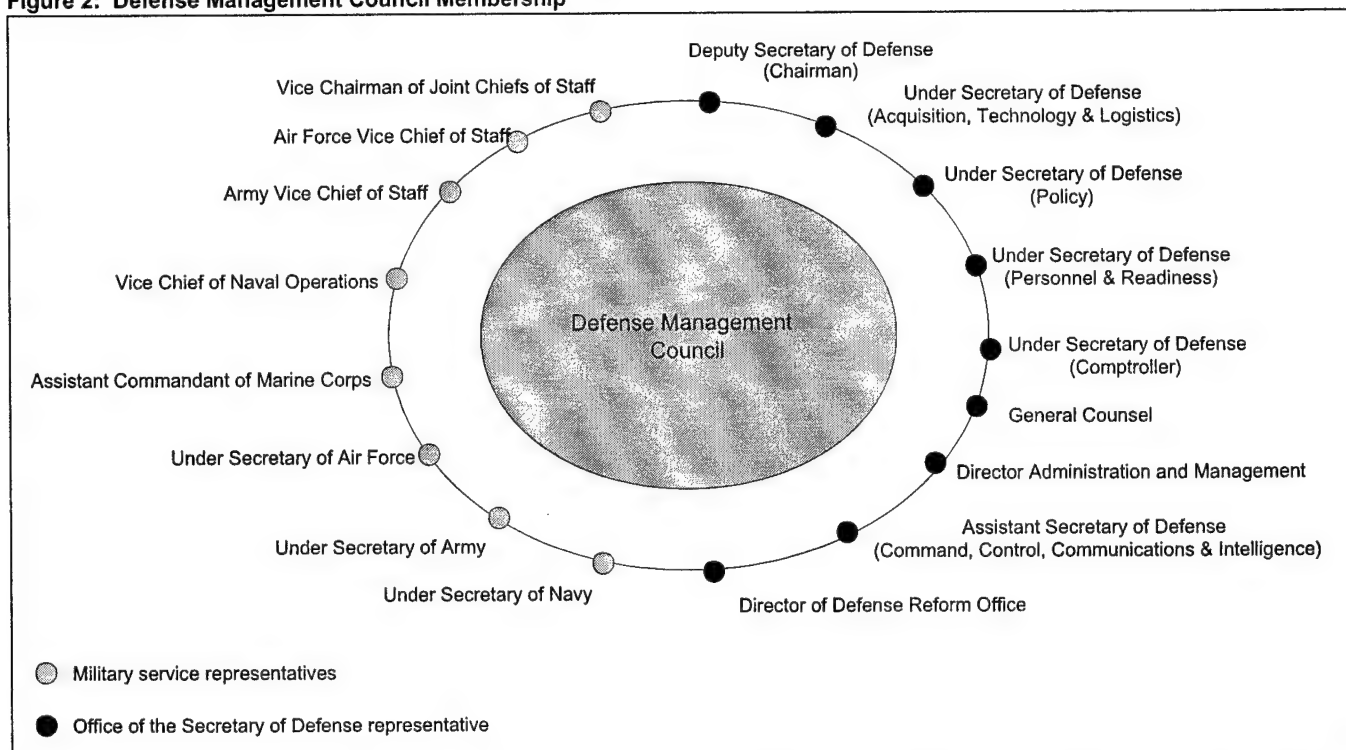 Figure 2: Defense Management Council Membership
Deputy Secretary of Defense
(Chairman)
Vice Chairman of Joint Chiefs of Staff
Under Secretary of Defense
(Acquisition, Technology & Logistics)
Air Force Vice Chief of Staff
Under Secretary of Defense
(Policy)
Army Vice Chief of Staff
Under Secretary of Defense
(Personnel & Readiness)
Vice Chief of Naval Operations
Defense Management
Council
Under Secretary of Defense
(Comptroller)
Assistant Commandant of Marine Corps
General Counsel
Under Secretary of Air Force
Director Administration and Management
Assistant Secretary of Defense
(Command, Control, Communications & Intelligence)
Under Secretary of Army
Under Secretary of Navy
Director of Defense Reform Office
Military service representatives
Office of the Secretary of Defense representative